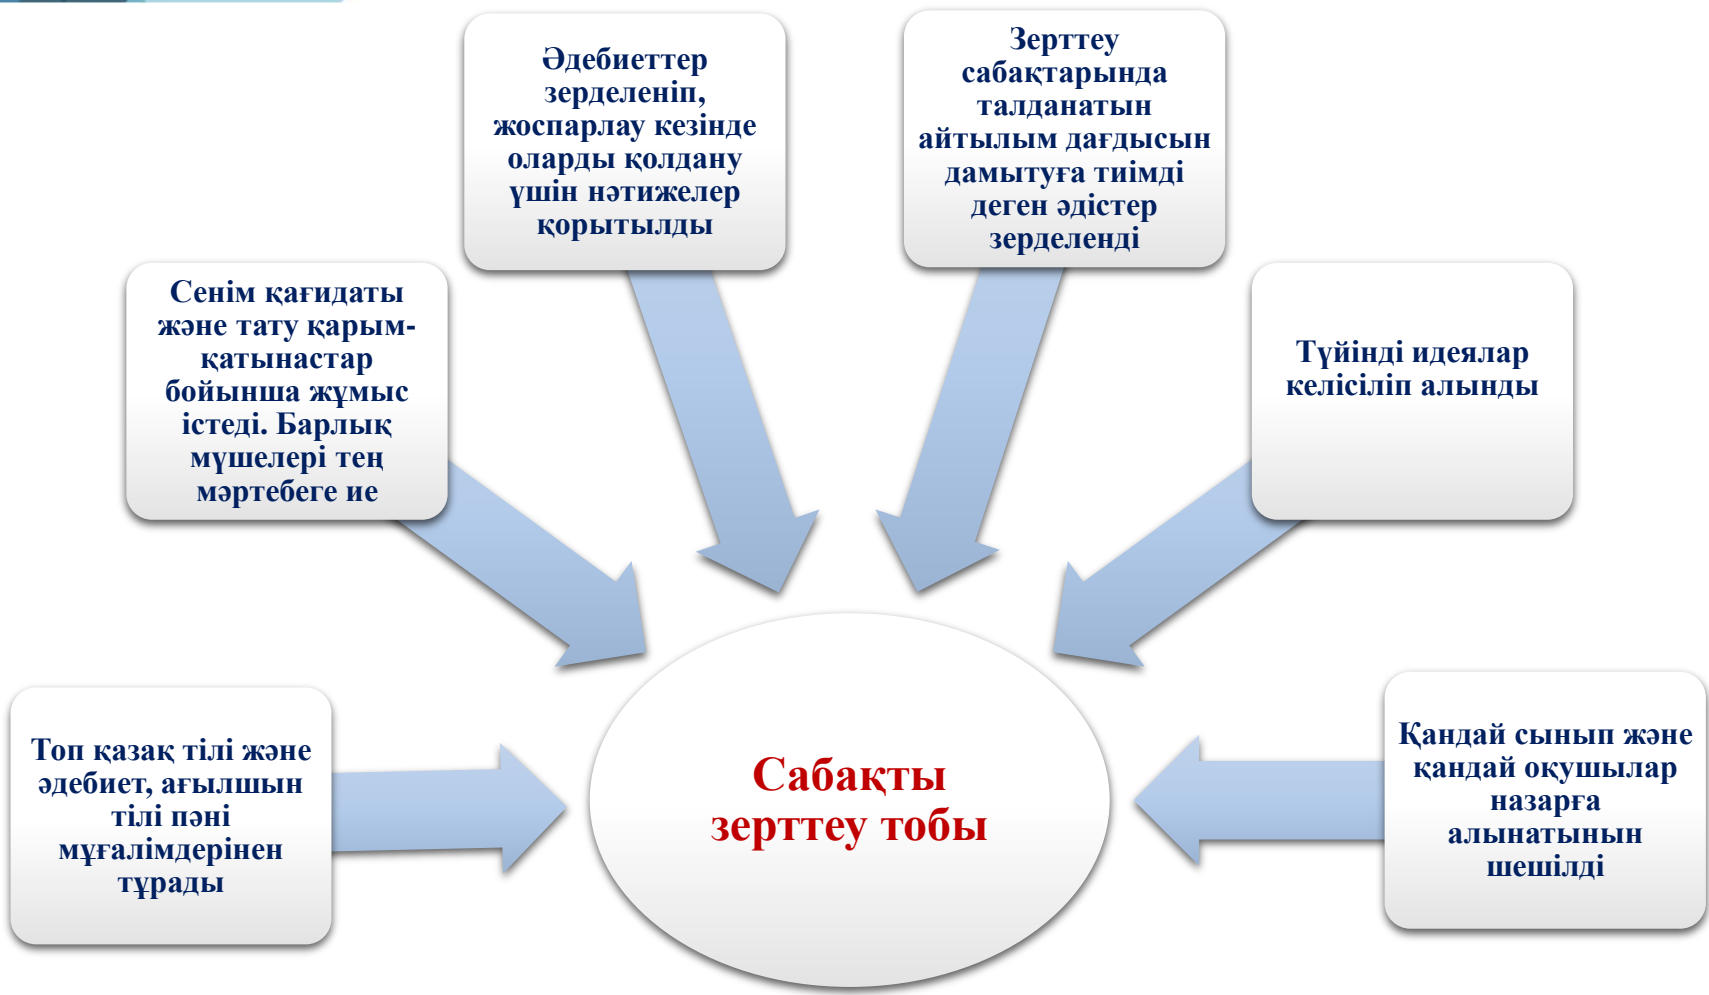 Әдебиеттер
зерделеніп,
жоспарлау кезінде
оларды қолдану
үшін нәтижелер
қорытылды
Зерттеу
сабақтарында
талданатын
айтылым дағдысын
дамытуға тиімді
деген әдістер
зерделенді
Сенім қағидаты
және тату қарым-
қатынастар
бойынша жұмыс
істеді. Барлық
мүшелері тең
мәртебеге ие
Түйінді идеялар
келісіліп алынды
Топ қазақ тілі және
әдебиет, ағылшын
тілі пәні
мұғалімдерінен
тұрады
Сабақты
зерттеу тобы
Қандай сынып және
қандай оқушылар
назарға
алынатынын
шешілді